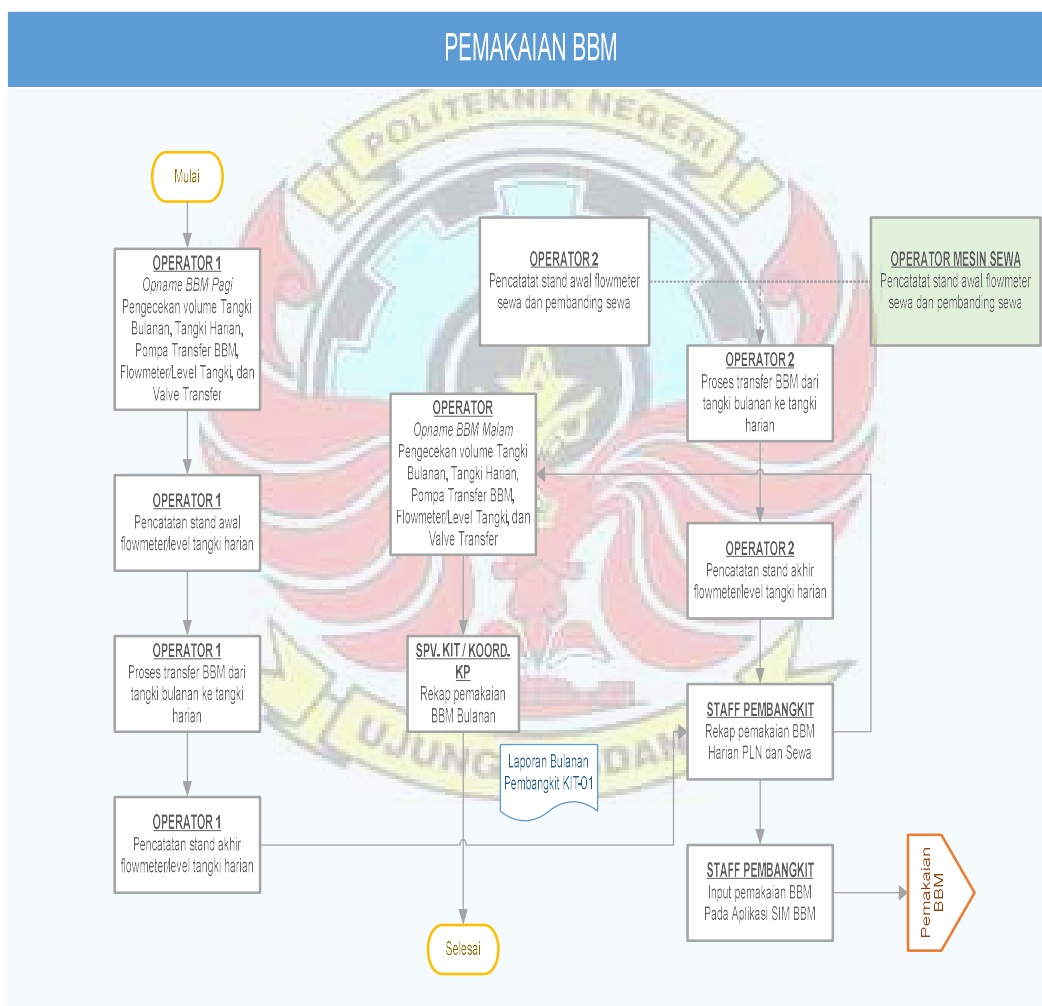 PEMAKAIAN BBM
POLITEKNIK NEGERI
Mulai
OPERATOR 1
Opname BBM Pagi
Pengecekan volume Tangki
Bulanan, Tangki Harian,
Pompa Transfer BBM,
Flowmeter/Level Tangki, dan
Valve Transfer
OPERATOR 1
Pencatatan stand awal
flowmeter/level tangki harian
OPERATOR 1
Proses transfer BBM dari
tangki bulanan ke tangki
harian
OPERATOR 1
Pencatatan stand akhir
flowmeter/level tangki harian
OPERATOR 2
Pencatatat stand awal flowmeter
sewa dan pembanding sewa
OPERATOR MESIN SEWA
Pencatatat stand awal flowmeter
sewa dan pembanding sewa
OPERATOR 2
Proses transfer BBM dari
tangki bulanan ke tangki
harian
OPERATOR 2
Pencatatan stand akhir
flowmeter/level tangki harian
STAFF PEMBANGKIT
Rekap pemakaian BBM
Harian PLN dan Sewa
STAFF PEMBANGKIT
Input pemakaian BBM
Pada Aplikasi SIM BBM
Pemakaian
BBM
OPERATOR
Opname BBM Malam
Pengecekan volume Tangki
Bulanan, Tangki Harian,
Pompa Transfer BBM,
Flowmeter/Level Tangki, dan
Valve Transfer
SPV. KIT / KOORD.
KP
Rekap pemakaian
BBM Bulanan
Laporan Bulanan
Pembangkit KIT-01
Selesai